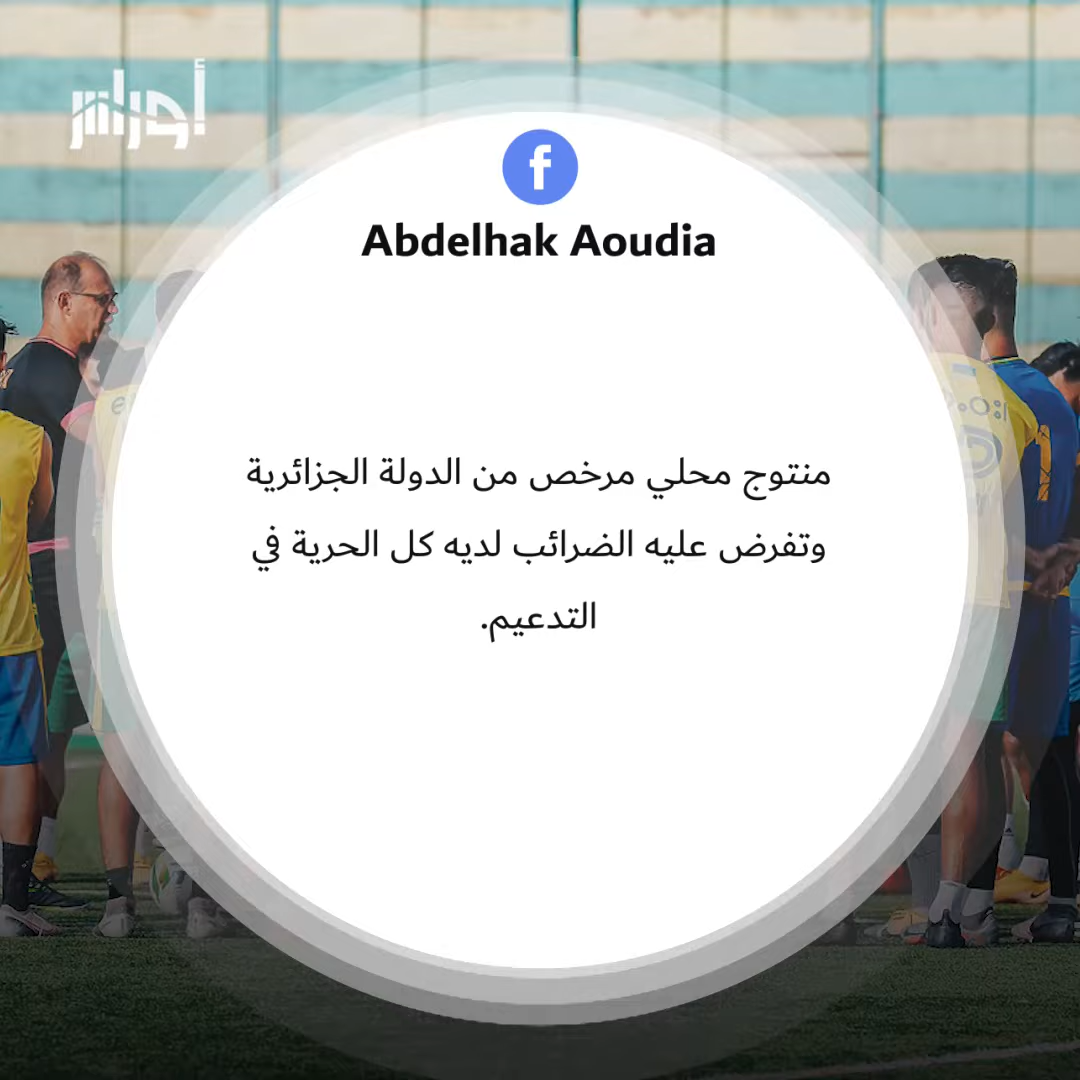 أوراس
f
Abdelhak Aoudia
منتوج محلي مرخص من الدولة الجزائرية
وتفرض عليه الضرائب لديه كل الحرية في
التدعيم.